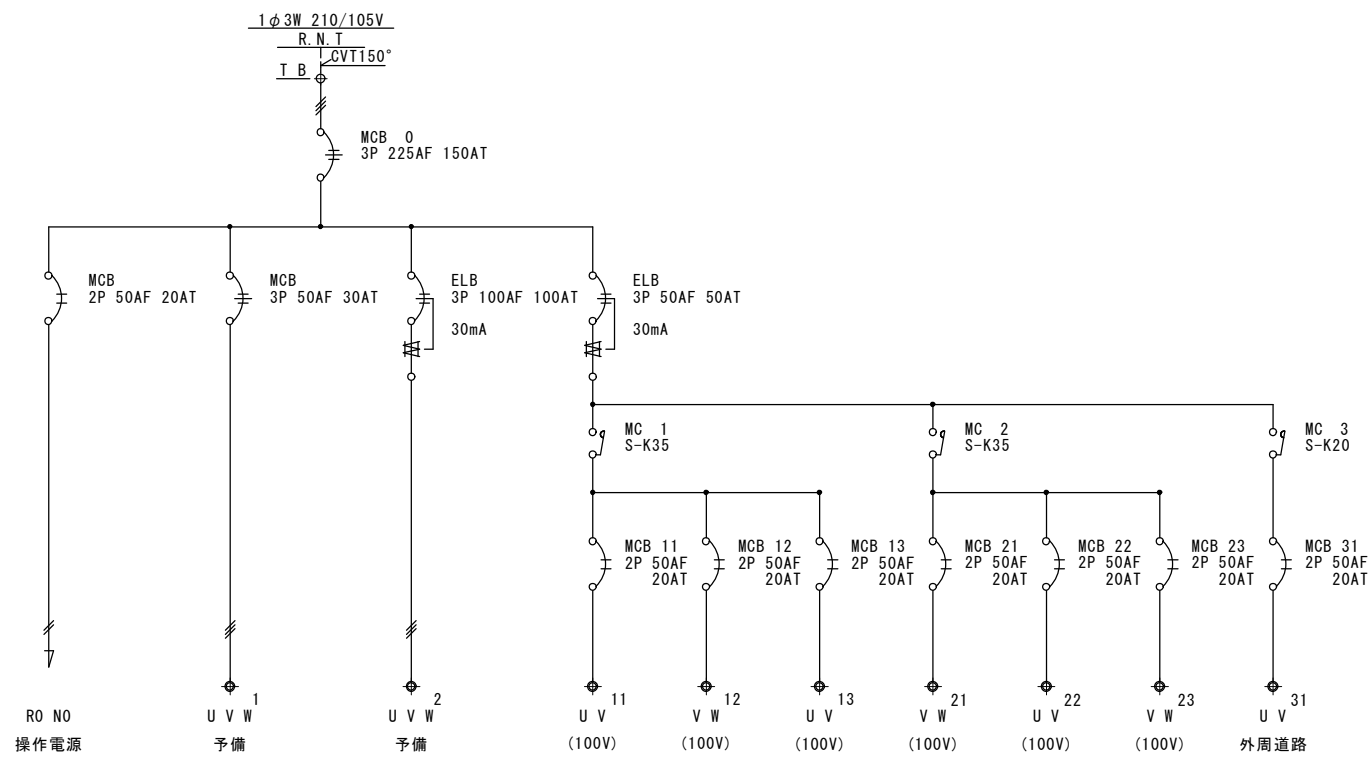 1φ3W 210/105V
R.N.T
CVT150°
T B
MCB 0
3P 225AF 150AT
MCB
2P 50AF 20AT
MCB
3P 50AF 30AT
ELB
3P 100AF 100AT
30mA
ELB
3P 50AF 50AT
30mA
MC 1
S-K35
MC 2
S-K35
MC 3
S-K20
MCB 11
2P 50AF
20AT
MCB 12
2P 50AF
20AT
MCB 13
2P 50AF
20AT
MCB 21
2P 50AF
20AT
MCB 22
2P 50AF
20AT
MCB 23
2P 50AF
20AT
MCB 31
2P 50AF
20AT
R0 N0
操作電源
1
U V W
予備
2
U V W
予備
11
U V
(100V)
12
V W
(100V)
13
U V
(100V)
21
V W
(100V)
22
U V
(100V)
23
V W
(100V)
31
U V
外周道路